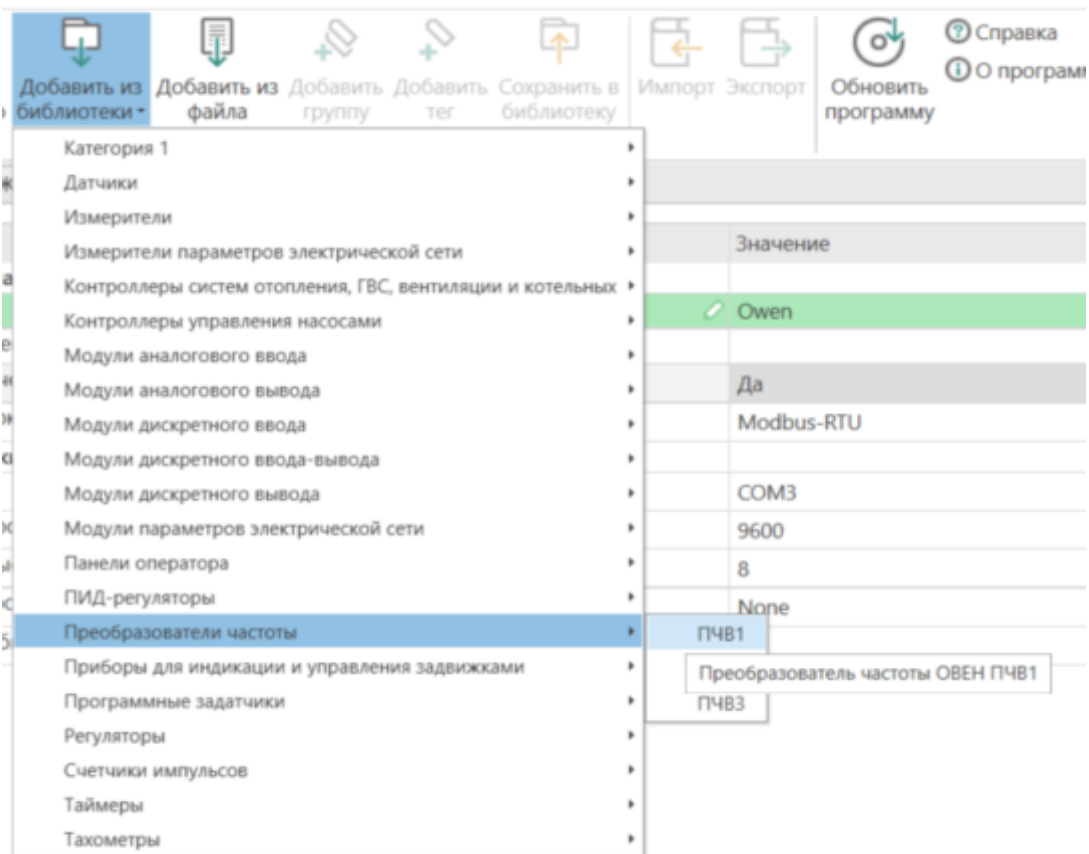 Добавить из библиотеки
Добавить из файла
Добавить группу
Добавить тег
Сохранить в библиотеку
Импорт
Экспорт
Обновить программу
Справка
Категория 1
Датчики
Измерители
Измерители параметров электрической сети
Контроллеры систем отопления, ГВС, вентиляции и котельных
Контроллеры управления насосами
Модули аналогового ввода
Модули аналогового вывода
Модули дискретного ввода
Модули дискретного ввода-вывода
Модули дискретного вывода
Модули параметров электрической сети
Панели оператора
ПИД-регуляторы
Преобразователи частоты
Приборы для индикации и управления задвижками
Программные задатчики
Регуляторы
Счетчики импульсов
Таймеры
Тахометры
ПЧВ1
Преобразователь частоты ОВЕН ПЧВ1
ПЧВ3
Значение
Owen
Да
Modbus-RTU
COM3
9600
8
None